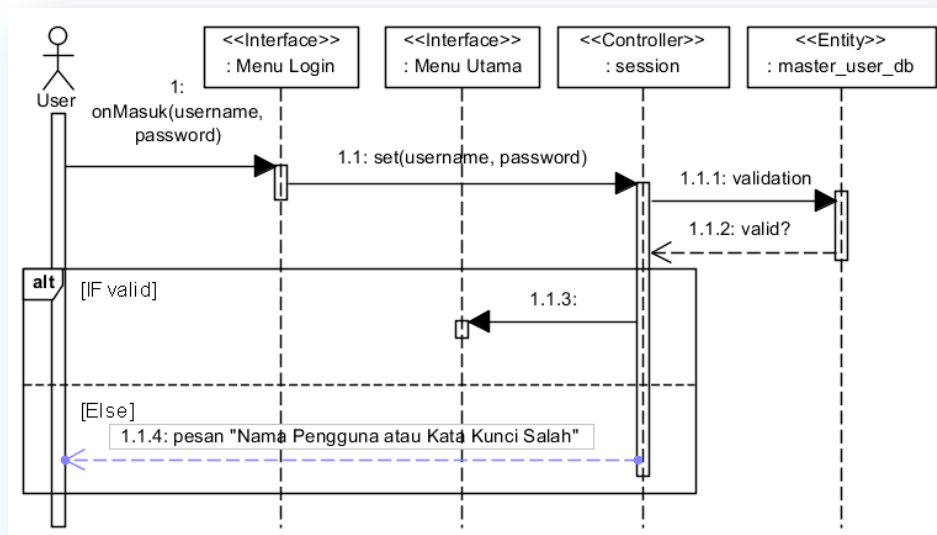 <<Interface>>
: Menu Login
<<Interface>>
: Menu Utama
<<Controller>>
: session
<<Entity>>
: master_user_db
User
1:
onMasuk(username,
password)
1.1: set(username, password)
1.1.1: validation
1.1.2: valid?
alt
[IF valid]
1.1.3:
[Else]
1.1.4: pesan "Nama Pengguna atau Kata Kunci Salah"